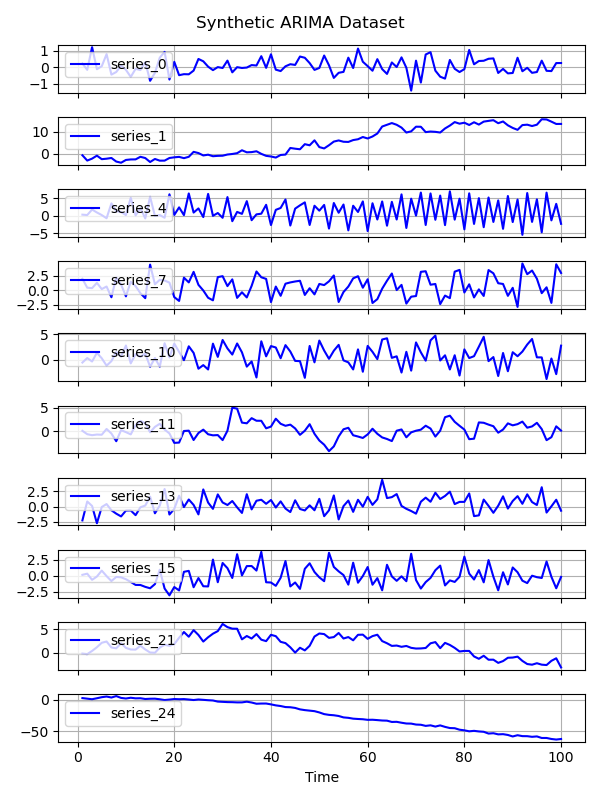 Synthetic ARIMA Dataset
1
0
−1
series_0
10
0
series_1
5
0
−5
series_4
2.5
0.0
−2.5
series_7
5
0
series_10
5
0
series_11
2.5
0.0
−2.5
series_13
2.5
0.0
−2.5
series_15
5
0
series_21
0
−50
series_24
0 20 40 60 80 100
Time